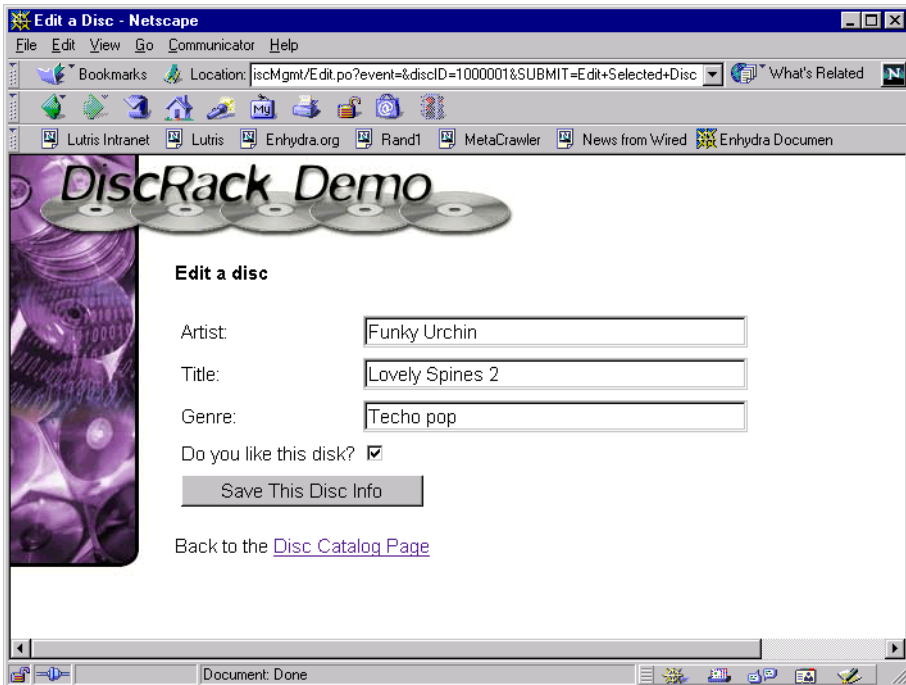 Edit a Disc - Netscape
File Edit View Go Communicator Help
Bookmarks Location: iscMgmt/Edit.po?event=&discID=1000001&SUBMIT=Edit+Selected+Disc What's Related N
My
Lutris Intranet Lutris Enhydra.org Rand1 MetaCrawler News from Wired Enhydra Documen
DiscRack Demo
Edit a disc
Artist: Funky Urchin
Title: Lovely Spines 2
Genre: Techo pop
Do you like this disk?
Save This Disc Info
Back to the Disc Catalog Page
Document: Done